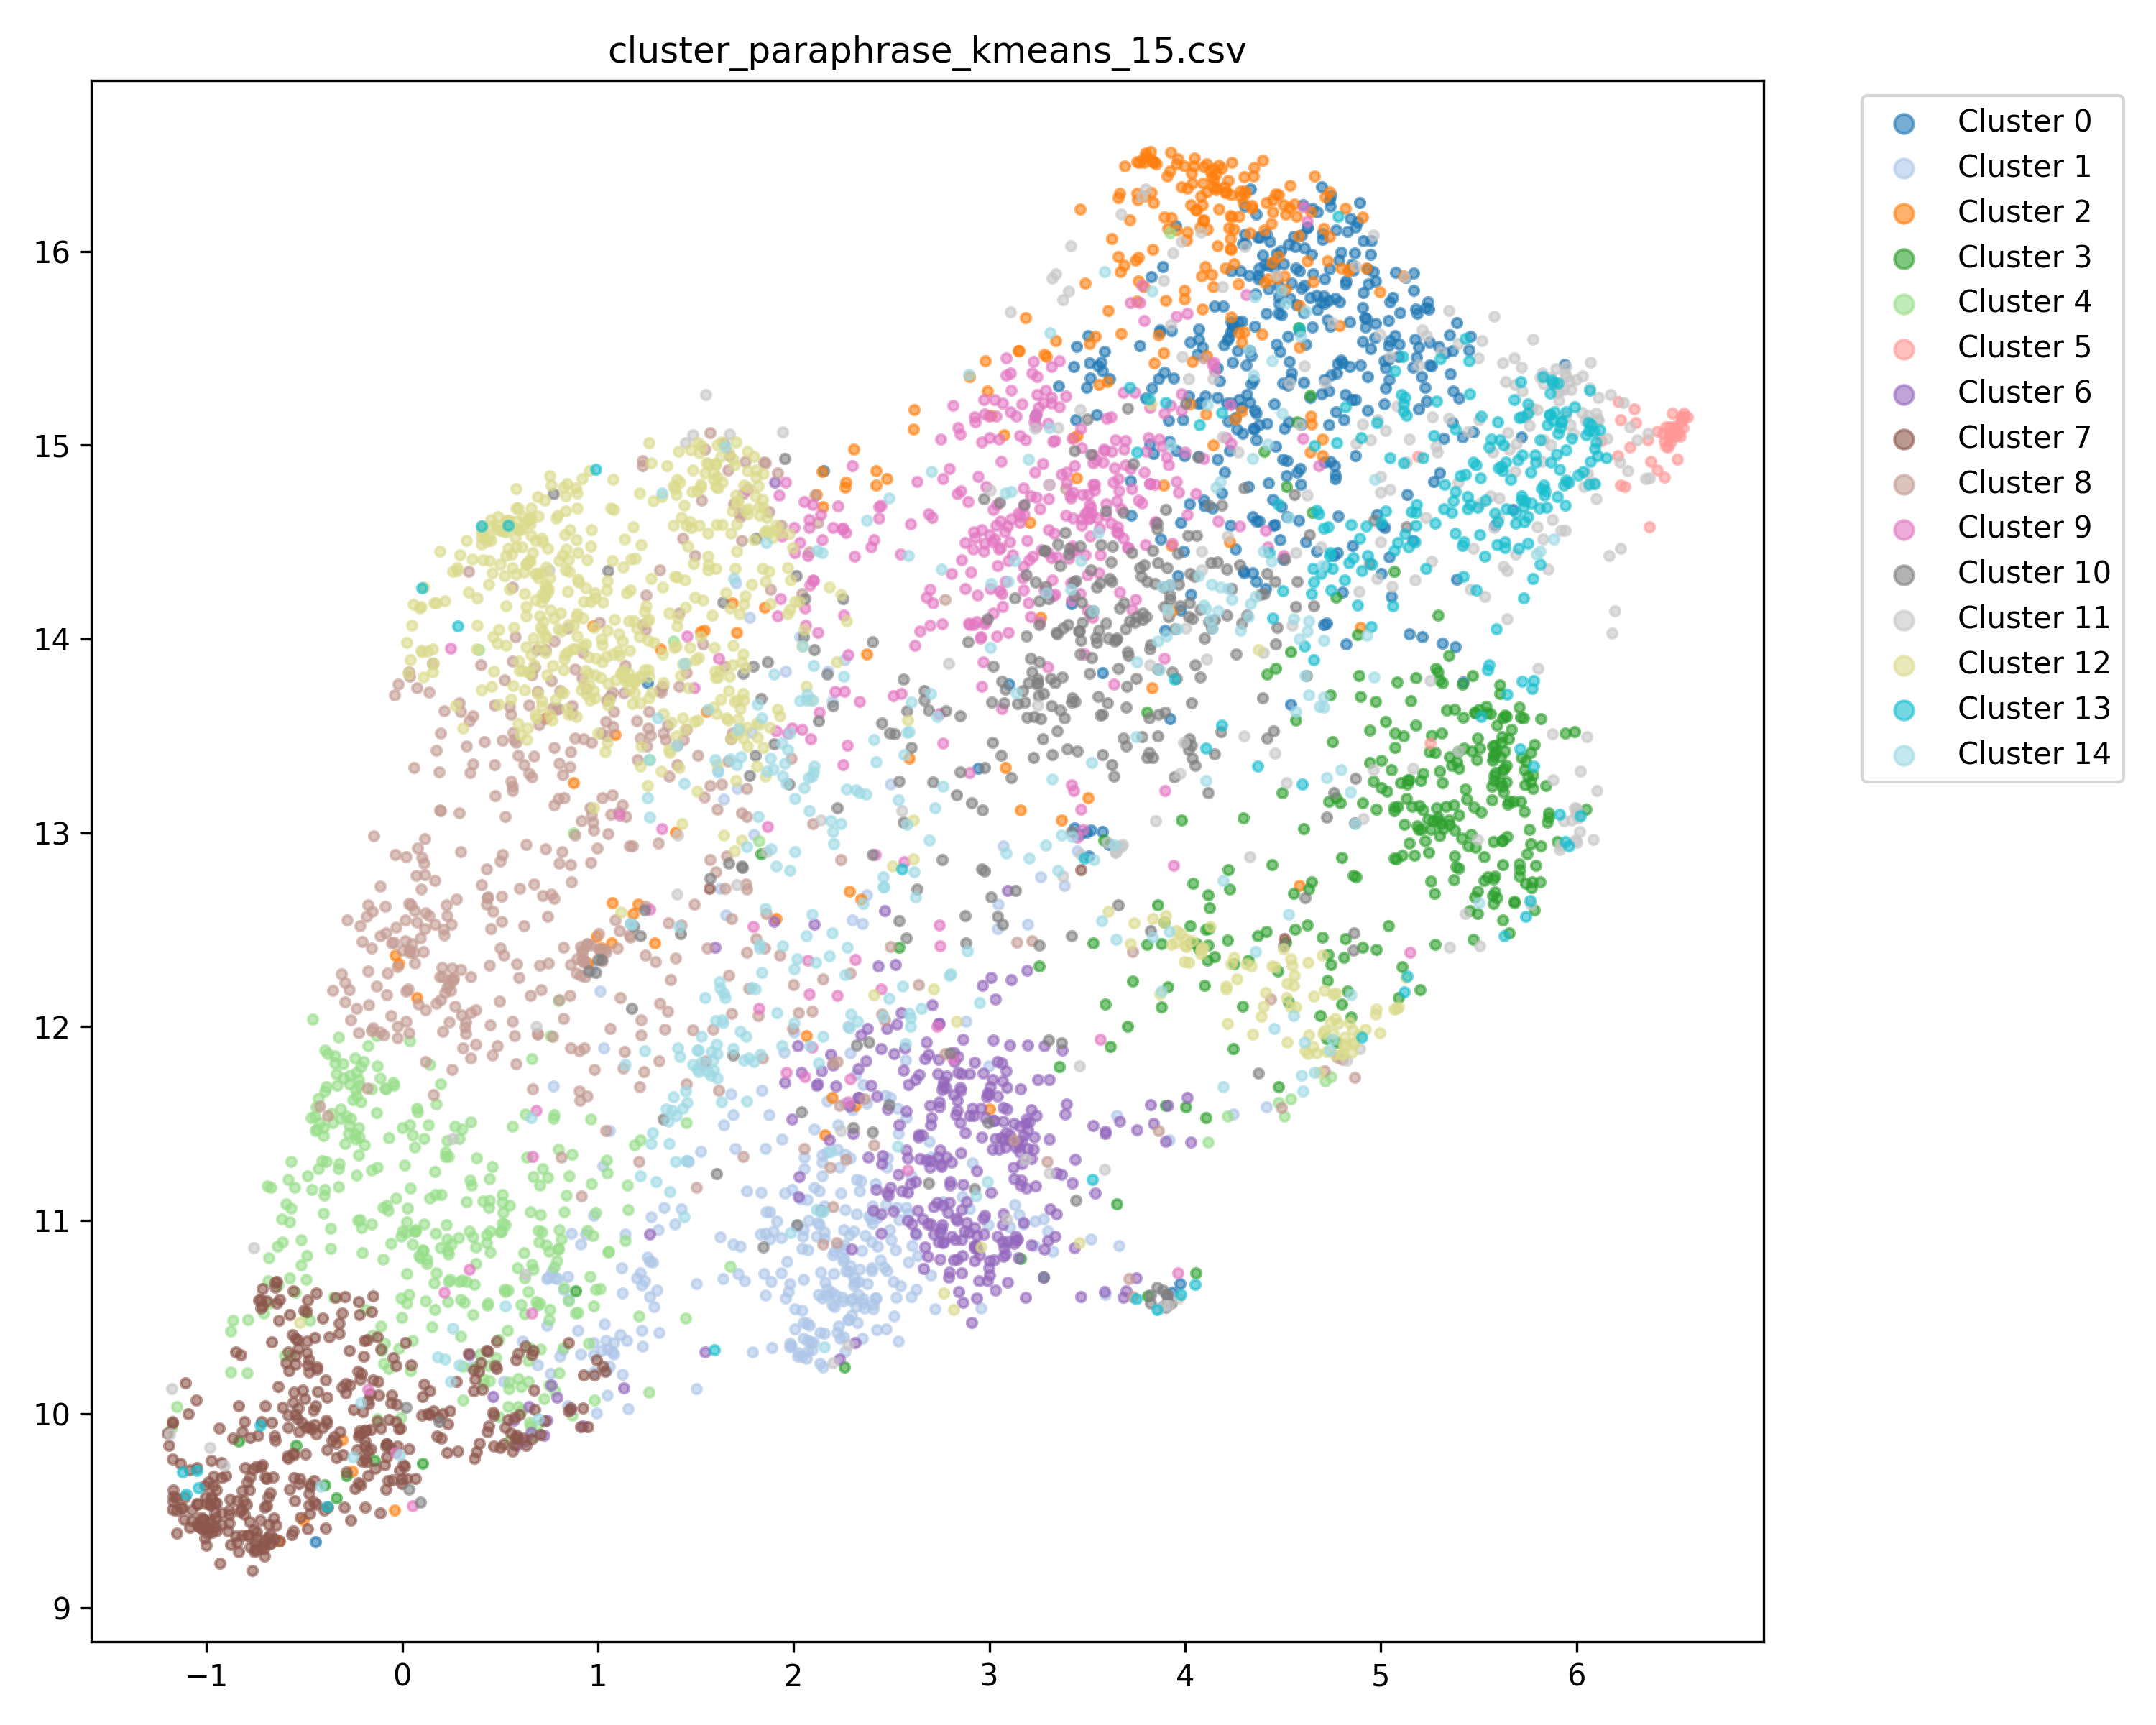 cluster_paraphrase_kmeans_15.csv
16
15
14
13
12
11
10
9
−1
0
1
2
3
4
5
6
Cluster 0
Cluster 1
Cluster 2
Cluster 3
Cluster 4
Cluster 5
Cluster 6
Cluster 7
Cluster 8
Cluster 9
Cluster 10
Cluster 11
Cluster 12
Cluster 13
Cluster 14